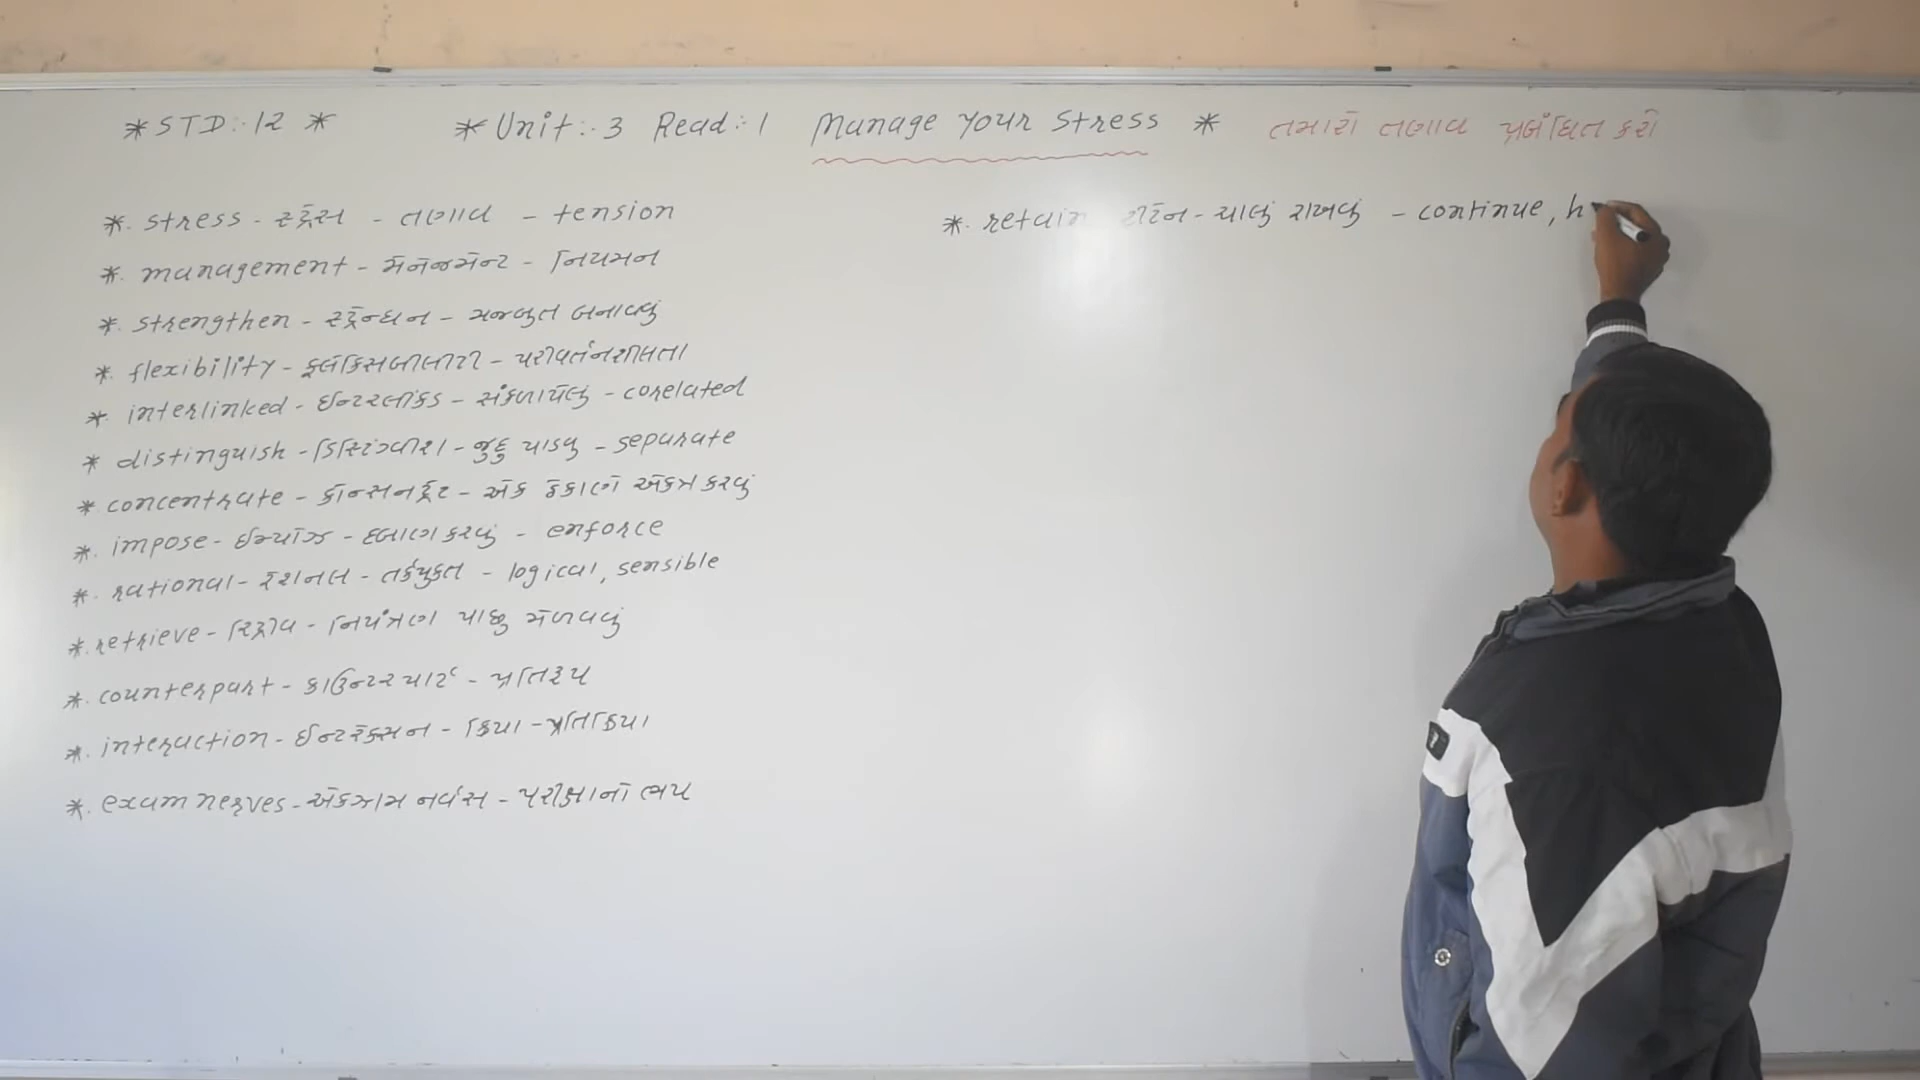 *STD:-12 *
* Unit:-3 Read:-1 Manage Your Stress * તમારો તણાવ પ્રબંધિત કરો
*. stress - સ્ટ્રેસ - તણાવ - tension
*. management - મેનેજમેન્ટ - નિયમન
*. strengthen - સ્ટ્રેન્ધન - મજબુત બનાવવું
*. flexibility - ફ્લેક્સિબીલીટી - પરીવર્તનશીલતા
*. interlinked - ઈન્ટરલીંક્ડ - સંકળાયેલું - corelated
* distinguish - ડિસ્ટિંગ્વીશ - જુદુ પાડવુ - separate
* concentrate - કોન્સનટ્રેટ - એક ઠેકાણે એકત્ર કરવું
*. impose - ઈમ્પોઝ - દબાણ કરવું - enforce
*. rational - રેશનલ - તર્કયુક્ત - logical, sensible
*. retrieve - રિટ્રીવ - નિયંત્રણ પાછુ મેળવવું
*. counterpart - કાઉન્ટરપાર્ટ - પ્રતિરૂપ
*. interaction - ઈન્ટરેક્સન - ક્રિયા - પ્રતિક્રિયા
*. exam nerves - એક્ઝામ નર્વસ - પરીક્ષાનો ભય
*. retain રીટેન - ચાલું રાખવું - continue, h